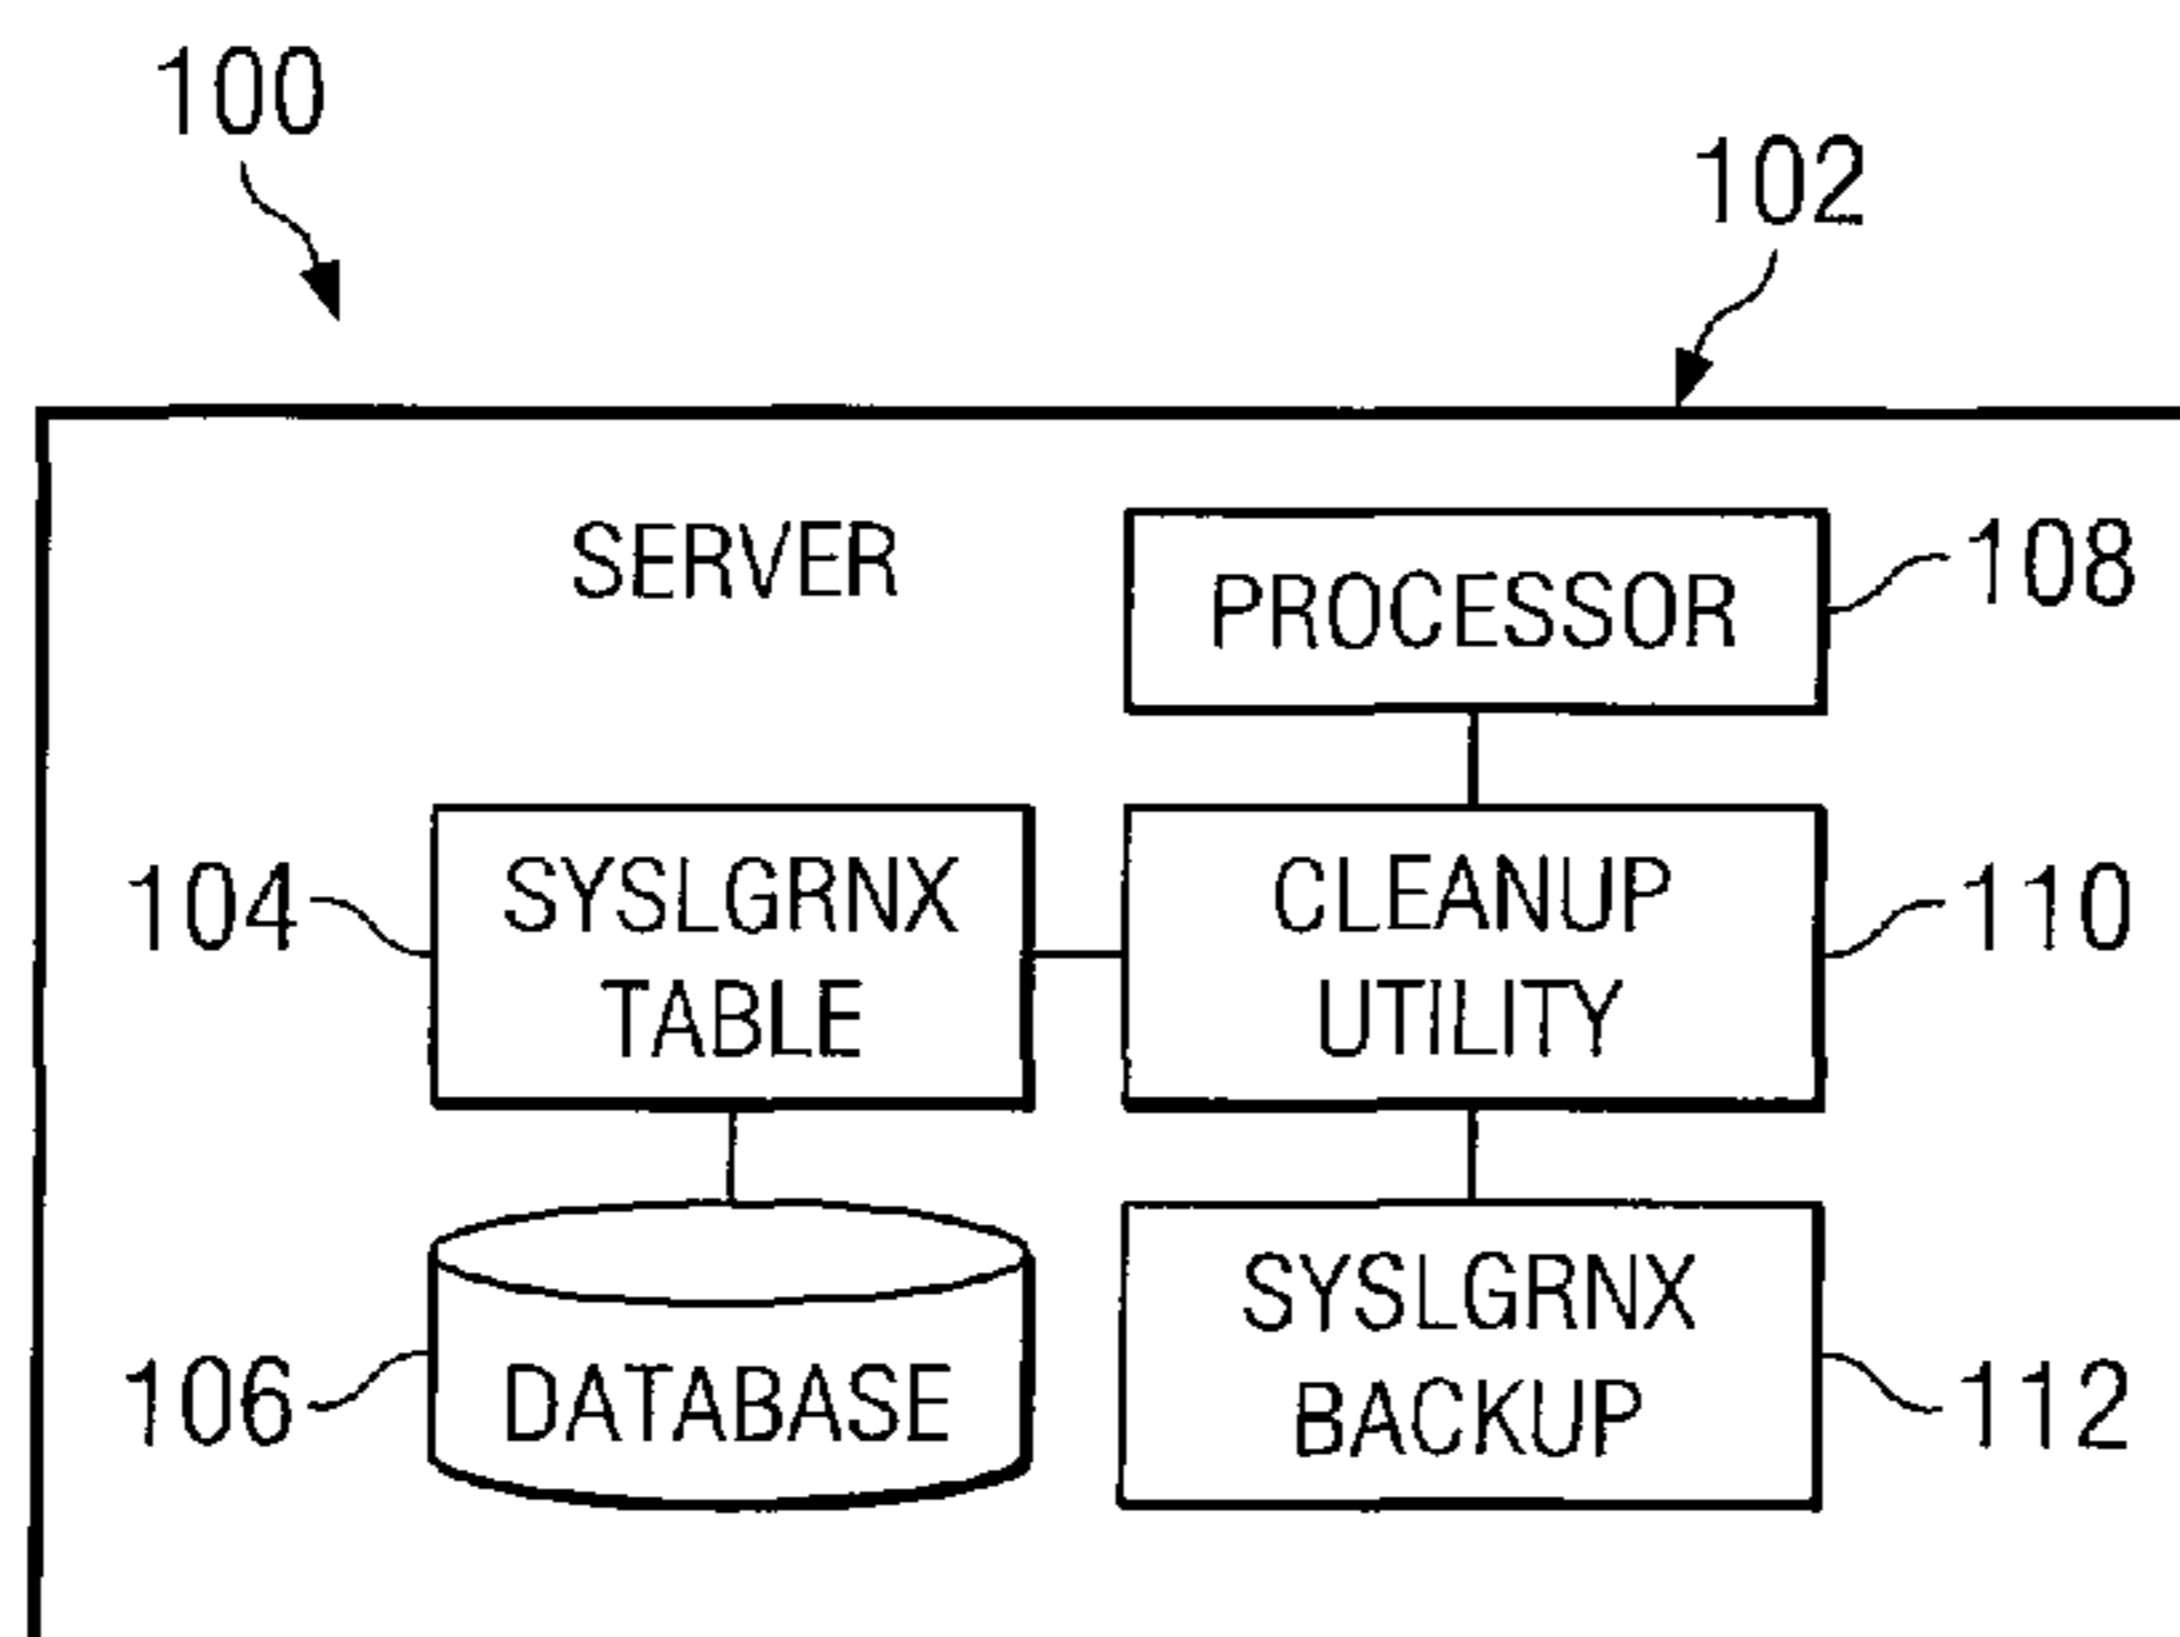 100
102
SERVER
PROCESSOR
108
104
SYSLGRNX
TABLE
CLEANUP
UTILITY
110
106
DATABASE
SYSLGRNX
BACKUP
112